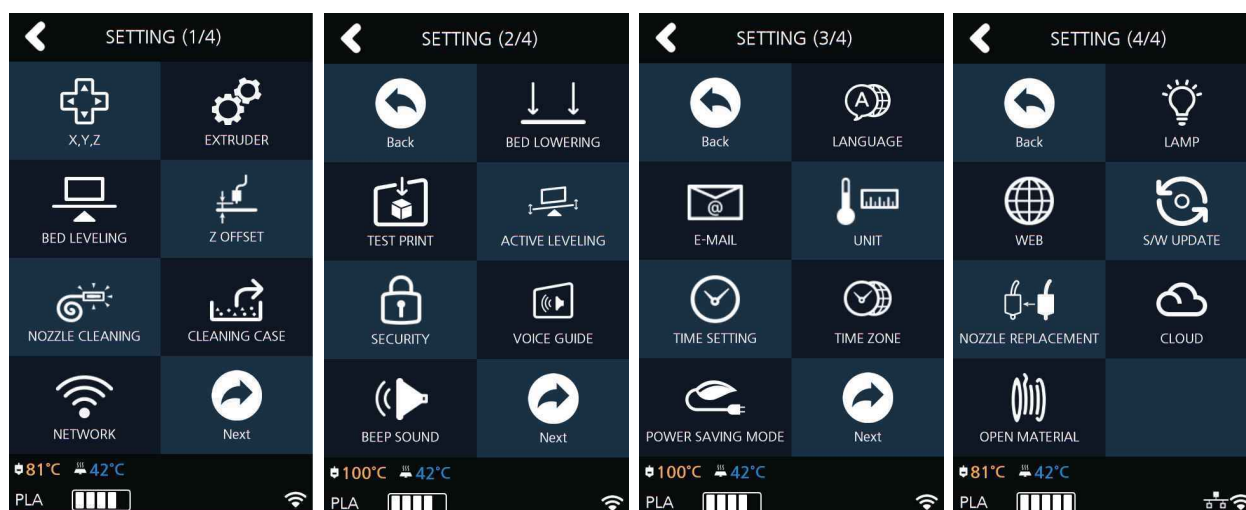 SETTING (1/4)
X,Y,Z
EXTRUDER
BED LEVELING
Z OFFSET
NOZZLE CLEANING
CLEANING CASE
NETWORK
Next
81°C 42°C
PLA
SETTING (2/4)
Back
BED LOWERING
TEST PRINT
ACTIVE LEVELING
SECURITY
VOICE GUIDE
BEEP SOUND
Next
100°C 42°C
PLA
SETTING (3/4)
Back
A
LANGUAGE
@
E-MAIL
UNIT
TIME SETTING
TIME ZONE
POWER SAVING MODE
Next
100°C 42°C
PLA
SETTING (4/4)
Back
LAMP
WEB
S/W UPDATE
NOZZLE REPLACEMENT
CLOUD
OPEN MATERIAL
81°C 42°C
PLA